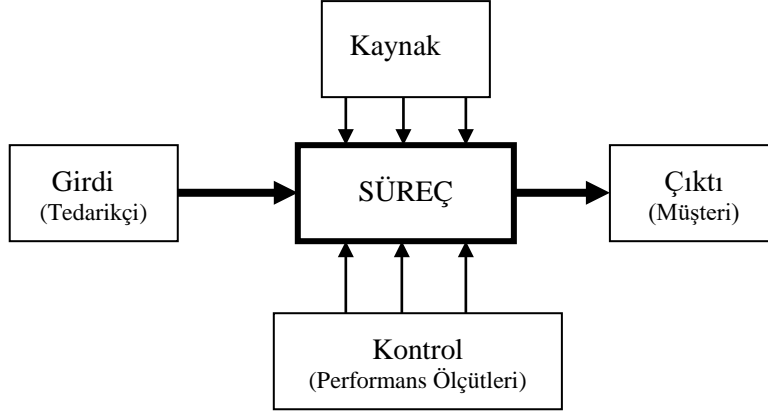 Kaynak
Girdi
(Tedarikçi)
SÜREÇ
Çıktı
(Müşteri)
Kontrol
(Performans Ölçütleri)